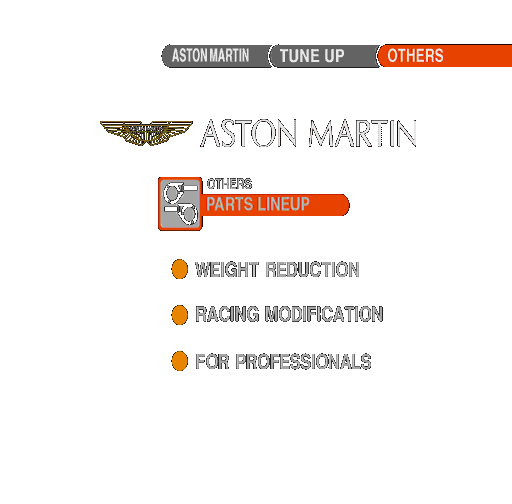 ASTON MARTIN TUNE UP OTHERS
ASTON MARTIN
OTHERS
PARTS LINEUP
WEIGHT REDUCTION
RACING MODIFICATION
FOR PROFESSIONALS